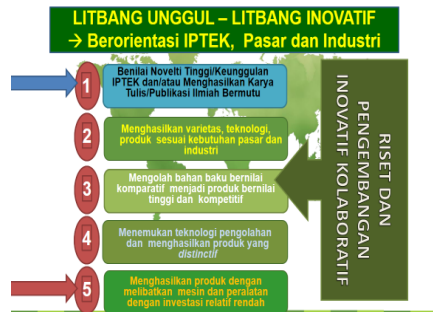 LITBANG UNGGUL – LITBANG INOVATIF
→ Berorientasi IPTEK, Pasar dan Industri
1
Benilai Novelti Tinggi/Keunggulan
IPTEK dan/atau Menghasilkan Karya
Tulis/Publikasi Ilmiah Bermutu
2
Menghasilkan varietas, teknologi,
produk sesuai kebutuhan pasar dan
industri
3
Mengolah bahan baku bernilai
komparatif menjadi produk bernilai
tinggi dan kompetitif
4
Menemukan teknologi pengolahan
dan menghasilkan produk yang
distinctif
5
Menghasilkan produk dengan
melibatkan mesin dan peralatan
dengan investasi relatif rendah
RISET DAN
PENGEMBANGAN
INOVATIF KOLABORATIF